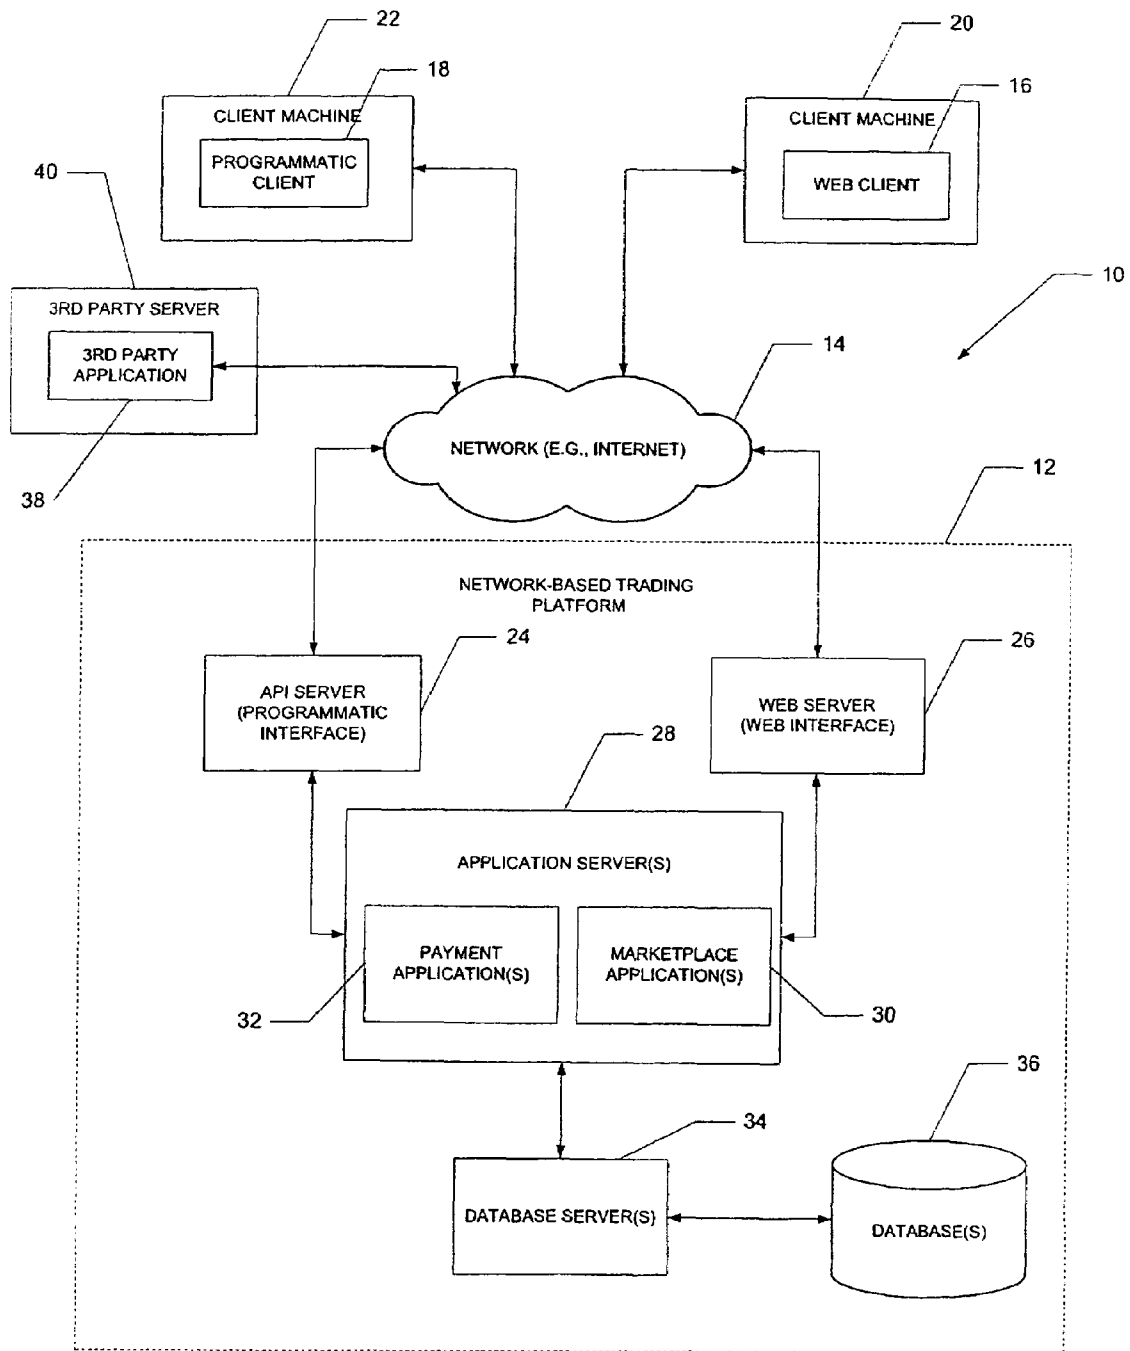 22
20
18
16
CLIENT MACHINE
PROGRAMMATIC
CLIENT
CLIENT MACHINE
WEB CLIENT
40
10
3RD PARTY SERVER
3RD PARTY
APPLICATION
14
NETWORK (E.G., INTERNET)
38
12
NETWORK-BASED TRADING
PLATFORM
24
26
API SERVER
(PROGRAMMATIC
INTERFACE)
WEB SERVER
(WEB INTERFACE)
28
APPLICATION SERVER(S)
PAYMENT
APPLICATION(S)
MARKETPLACE
APPLICATION(S)
32
30
36
34
DATABASE SERVER(S)
DATABASE(S)